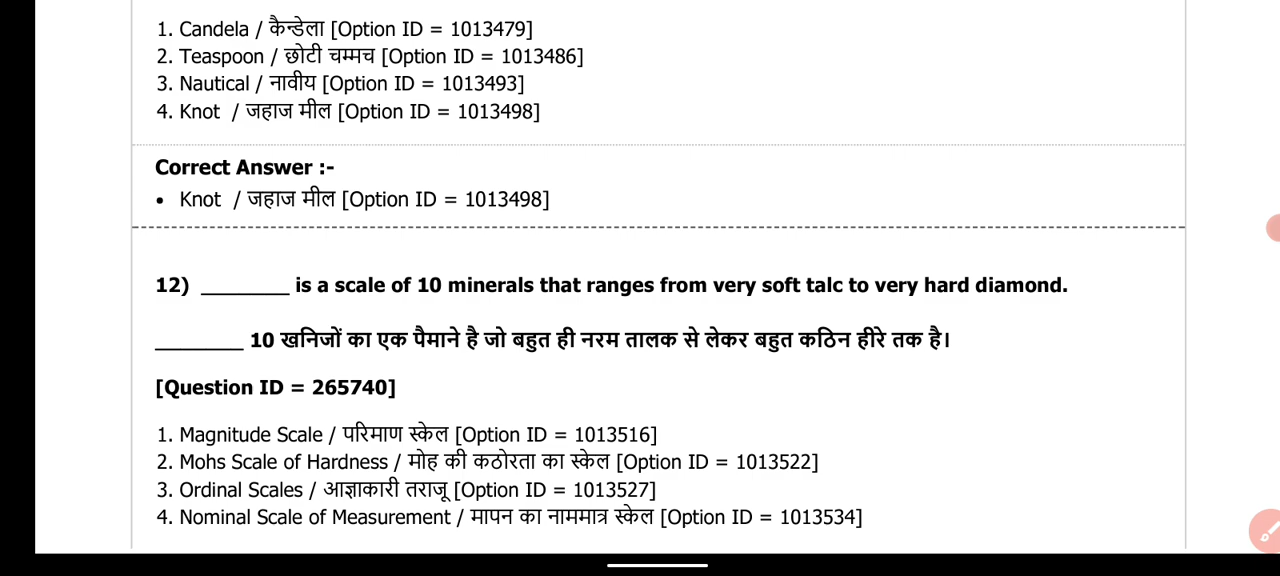 1. Candela / कैन्डेला [Option ID = 1013479]
2. Teaspoon / छोटी चम्मच [Option ID = 1013486]
3. Nautical / नावीय [Option ID = 1013493]
4. Knot / जहाज मील [Option ID = 1013498]
Correct Answer :-
• Knot / जहाज मील [Option ID = 1013498]
12) ________ is a scale of 10 minerals that ranges from very soft talc to very hard diamond.
________ 10 खनिजों का एक पैमाने है जो बहुत ही नरम तालक से लेकर बहुत कठिन हीरे तक है।
[Question ID = 265740]
1. Magnitude Scale / परिमाण स्केल [Option ID = 1013516]
2. Mohs Scale of Hardness / मोह की कठोरता का स्केल [Option ID = 1013522]
3. Ordinal Scales / आज्ञाकारी तराजू [Option ID = 1013527]
4. Nominal Scale of Measurement / मापन का नाममात्र स्केल [Option ID = 1013534]